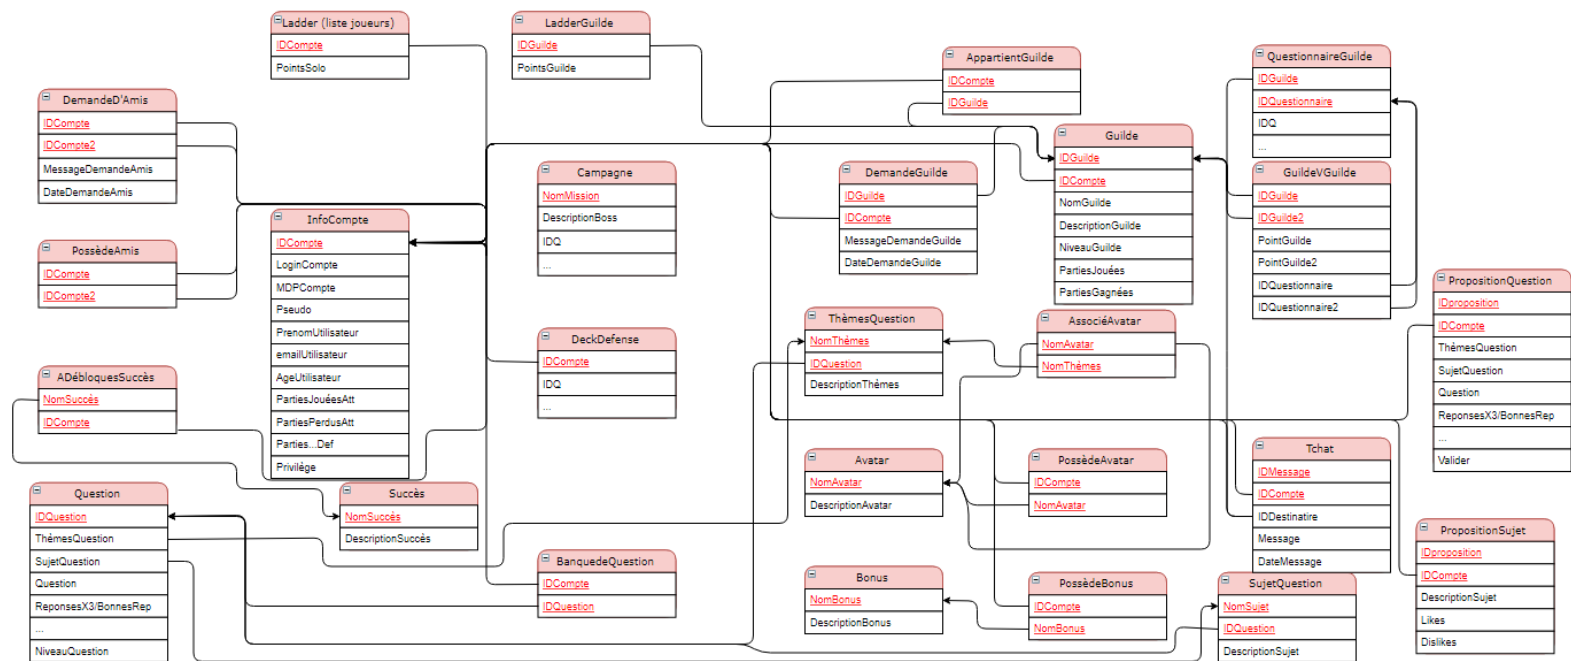 Ladder (liste joueurs)
IDCompte
PointsSolo
LadderGuilde
IDGuilde
PointsGuilde
AppartientGuilde
IDCompte
IDGuilde
QuestionnaireGuilde
IDGuilde
IDQuestionnaire
IDQ
...
DemandeD'Amis
IDCompte
IDCompte2
MessageDemandeAmis
DateDemandeAmis
Guilde
IDGuilde
IDCompte
NomGuilde
DescriptionGuilde
NiveauGuilde
PartiesJouées
PartiesGagnées
Campagne
NomMission
DescriptionBoss
IDQ
...
DemandeGuilde
IDGuilde
IDCompte
MessageDemandeGuilde
DateDemandeGuilde
GuildeVGuilde
IDGuilde
IDGuilde2
PointGuilde
PointGuilde2
IDQuestionnaire
IDQuestionnaire2
InfoCompte
IDCompte
LoginCompte
MDPCompte
Pseudo
PrenomUtilisateur
emailUtilisateur
AgeUtilisateur
PartiesJouéesAtt
PartiesPerdusAtt
Parties...Def
Privilège
PossèdeAmis
IDCompte
IDCompte2
PropositionQuestion
IDproposition
IDCompte
ThémesQuestion
SujetQuestion
Question
ReponsesX3/BonnesRep
...
Valider
ThèmesQuestion
NomThèmes
IDQuestion
DescriptionThémes
AssociéAvatar
NomAvatar
NomThèmes
DeckDefense
IDCompte
IDQ
...
ADébloquesSuccès
NomSuccès
IDCompte
Tchat
IDMessage
IDCompte
IDDestinatire
Message
DateMessage
Avatar
NomAvatar
DescriptionAvatar
PossèdeAvatar
IDCompte
NomAvatar
Question
IDQuestion
ThémesQuestion
SujetQuestion
Question
ReponsesX3/BonnesRep
...
NiveauQuestion
Succès
NomSuccès
DescriptionSuccès
PropositionSujet
IDproposition
IDCompte
DescriptionSujet
Likes
Dislikes
BanquedeQuestion
IDCompte
IDQuestion
Bonus
NomBonus
DescriptionBonus
PossèdeBonus
IDCompte
NomBonus
SujetQuestion
NomSujet
IDQuestion
DescriptionSujet